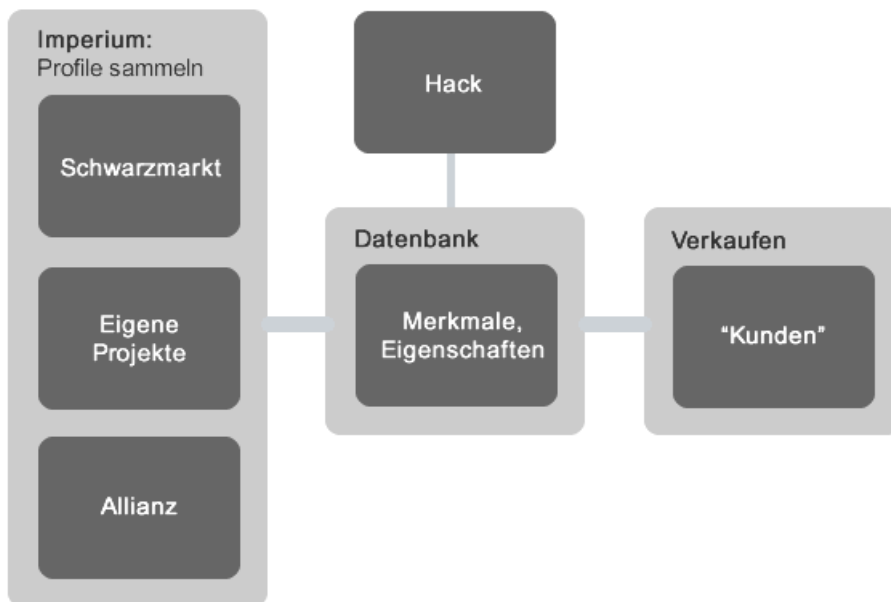 Imperium:
Profile sammeln
Schwarzmarkt
Eigene
Projekte
Allianz
Hack
Datenbank
Merkmale,
Eigenschaften
Verkaufen
“Kunden”